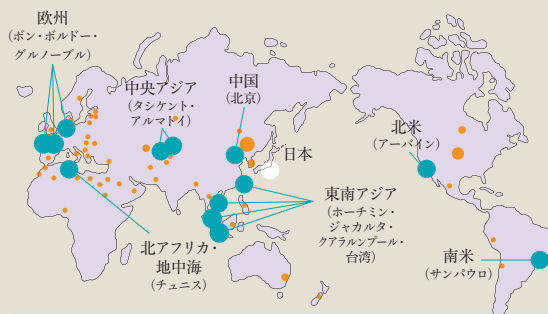 欧州
（ボン・ボルドー・
グルノーブル）
中央アジア
（タシケント・
アルマトイ）
中国
（北京）
日本
北米
（アーバイン）
東南アジア
（ホーチミン・
ジャカルタ・
クアラルンプール・
台湾）
北アフリカ・
地中海
（チュニス）
南米
（サンパウロ）